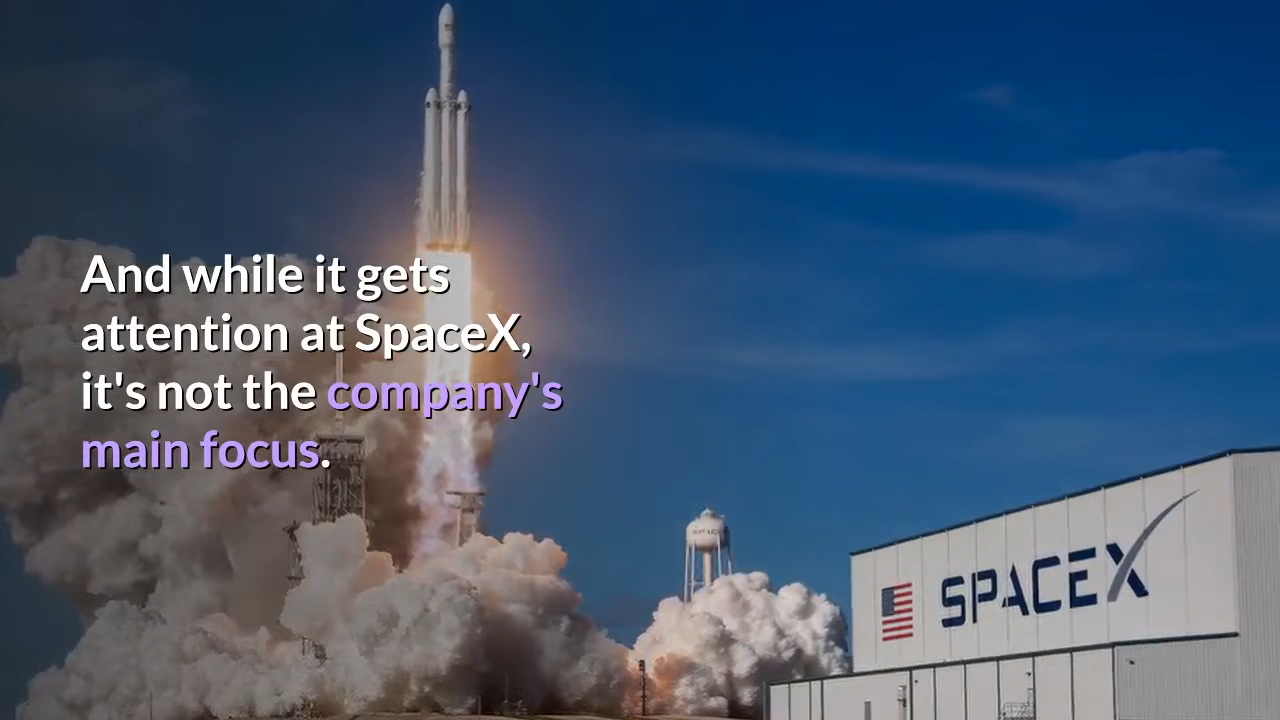 And while it gets
attention at SpaceX,
it's not the company's
main focus.
SPACEX